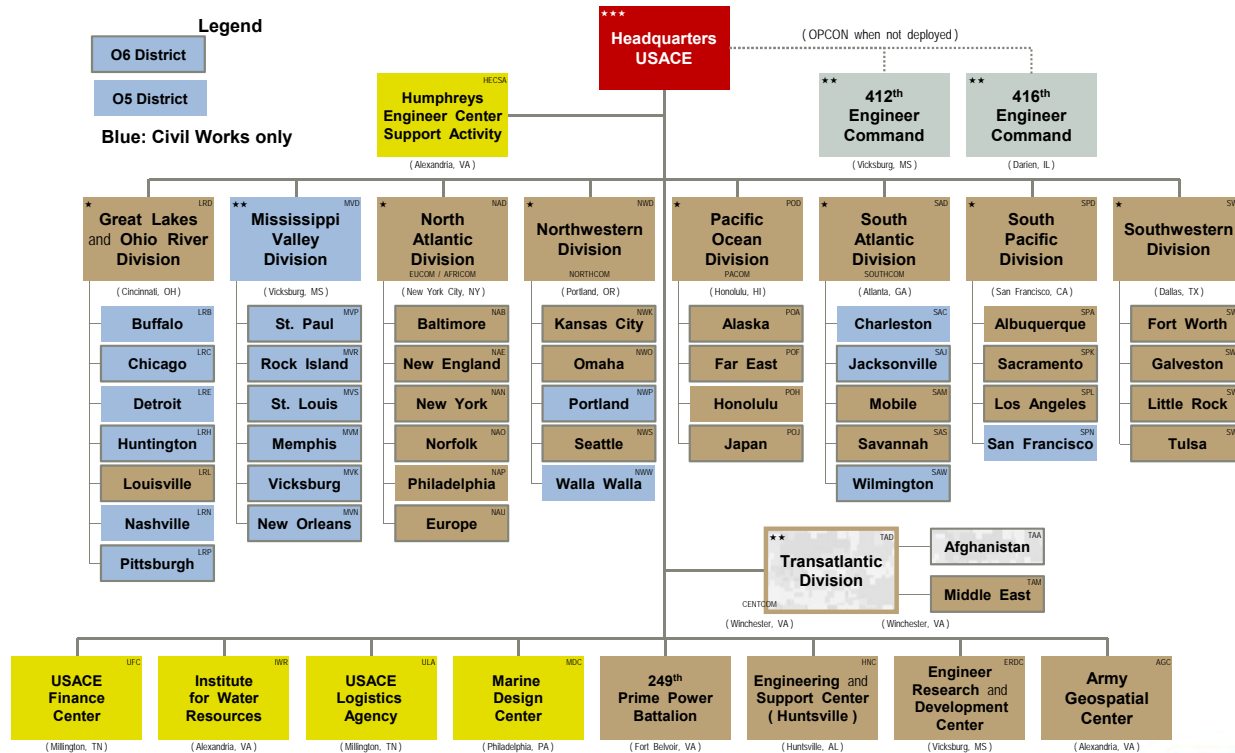 Legend
O6 District
O5 District
Blue: Civil Works only
★★★
Headquarters
USACE
(OPCON when not deployed)
HECSA
Humphreys
Engineer Center
Support Activity
(Alexandria, VA)
★★
412th
Engineer
Command
(Vicksburg, MS)
★★
416th
Engineer
Command
(Darien, IL)
★ LRD
Great Lakes
and Ohio River
Division
(Cincinnati, OH)
LRB
Buffalo
LRC
Chicago
LRE
Detroit
LRH
Huntington
LRL
Louisville
LRN
Nashville
LRP
Pittsburgh
★★ MVD
Mississippi
Valley
Division
(Vicksburg, MS)
MVP
St. Paul
MVR
Rock Island
MVS
St. Louis
MVM
Memphis
MVK
Vicksburg
MVN
New Orleans
★ NAD
North
Atlantic
Division
EUCOM / AFRICOM
(New York City, NY)
NAB
Baltimore
NAE
New England
NAN
New York
NAO
Norfolk
NAP
Philadelphia
NAU
Europe
★ NWD
Northwestern
Division
NORTHCOM
(Portland, OR)
NWK
Kansas City
NWO
Omaha
NWP
Portland
NWS
Seattle
NWW
Walla Walla
★ POD
Pacific
Ocean
Division
PACOM
(Honolulu, HI)
POA
Alaska
POF
Far East
POH
Honolulu
POJ
Japan
★ SAD
South
Atlantic
Division
SOUTHCOM
(Atlanta, GA)
SAC
Charleston
SAJ
Jacksonville
SAM
Mobile
SAS
Savannah
SAW
Wilmington
★ SPD
South
Pacific
Division
(San Francisco, CA)
SPA
Albuquerque
SPK
Sacramento
SPL
Los Angeles
SPN
San Francisco
★ SW
Southwestern
Division
(Dallas, TX)
SW
Fort Worth
SW
Galveston
SW
Little Rock
SW
Tulsa
★★ TAD
Transatlantic
Division
CENTCOM
(Winchester, VA)
TAA
Afghanistan
TAM
Middle East
(Winchester, VA)
UFC
USACE
Finance
Center
(Millington, TN)
IWR
Institute
for Water
Resources
(Alexandria, VA)
ULA
USACE
Logistics
Agency
(Millington, TN)
MDC
Marine
Design
Center
(Philadelphia, PA)
249th
Prime Power
Battalion
(Fort Belvoir, VA)
HNC
Engineering and
Support Center
(Huntsville)
(Huntsville, AL)
ERDC
Engineer
Research and
Development
Center
(Vicksburg, MS)
AGC
Army
Geospatial
Center
(Alexandria, VA)